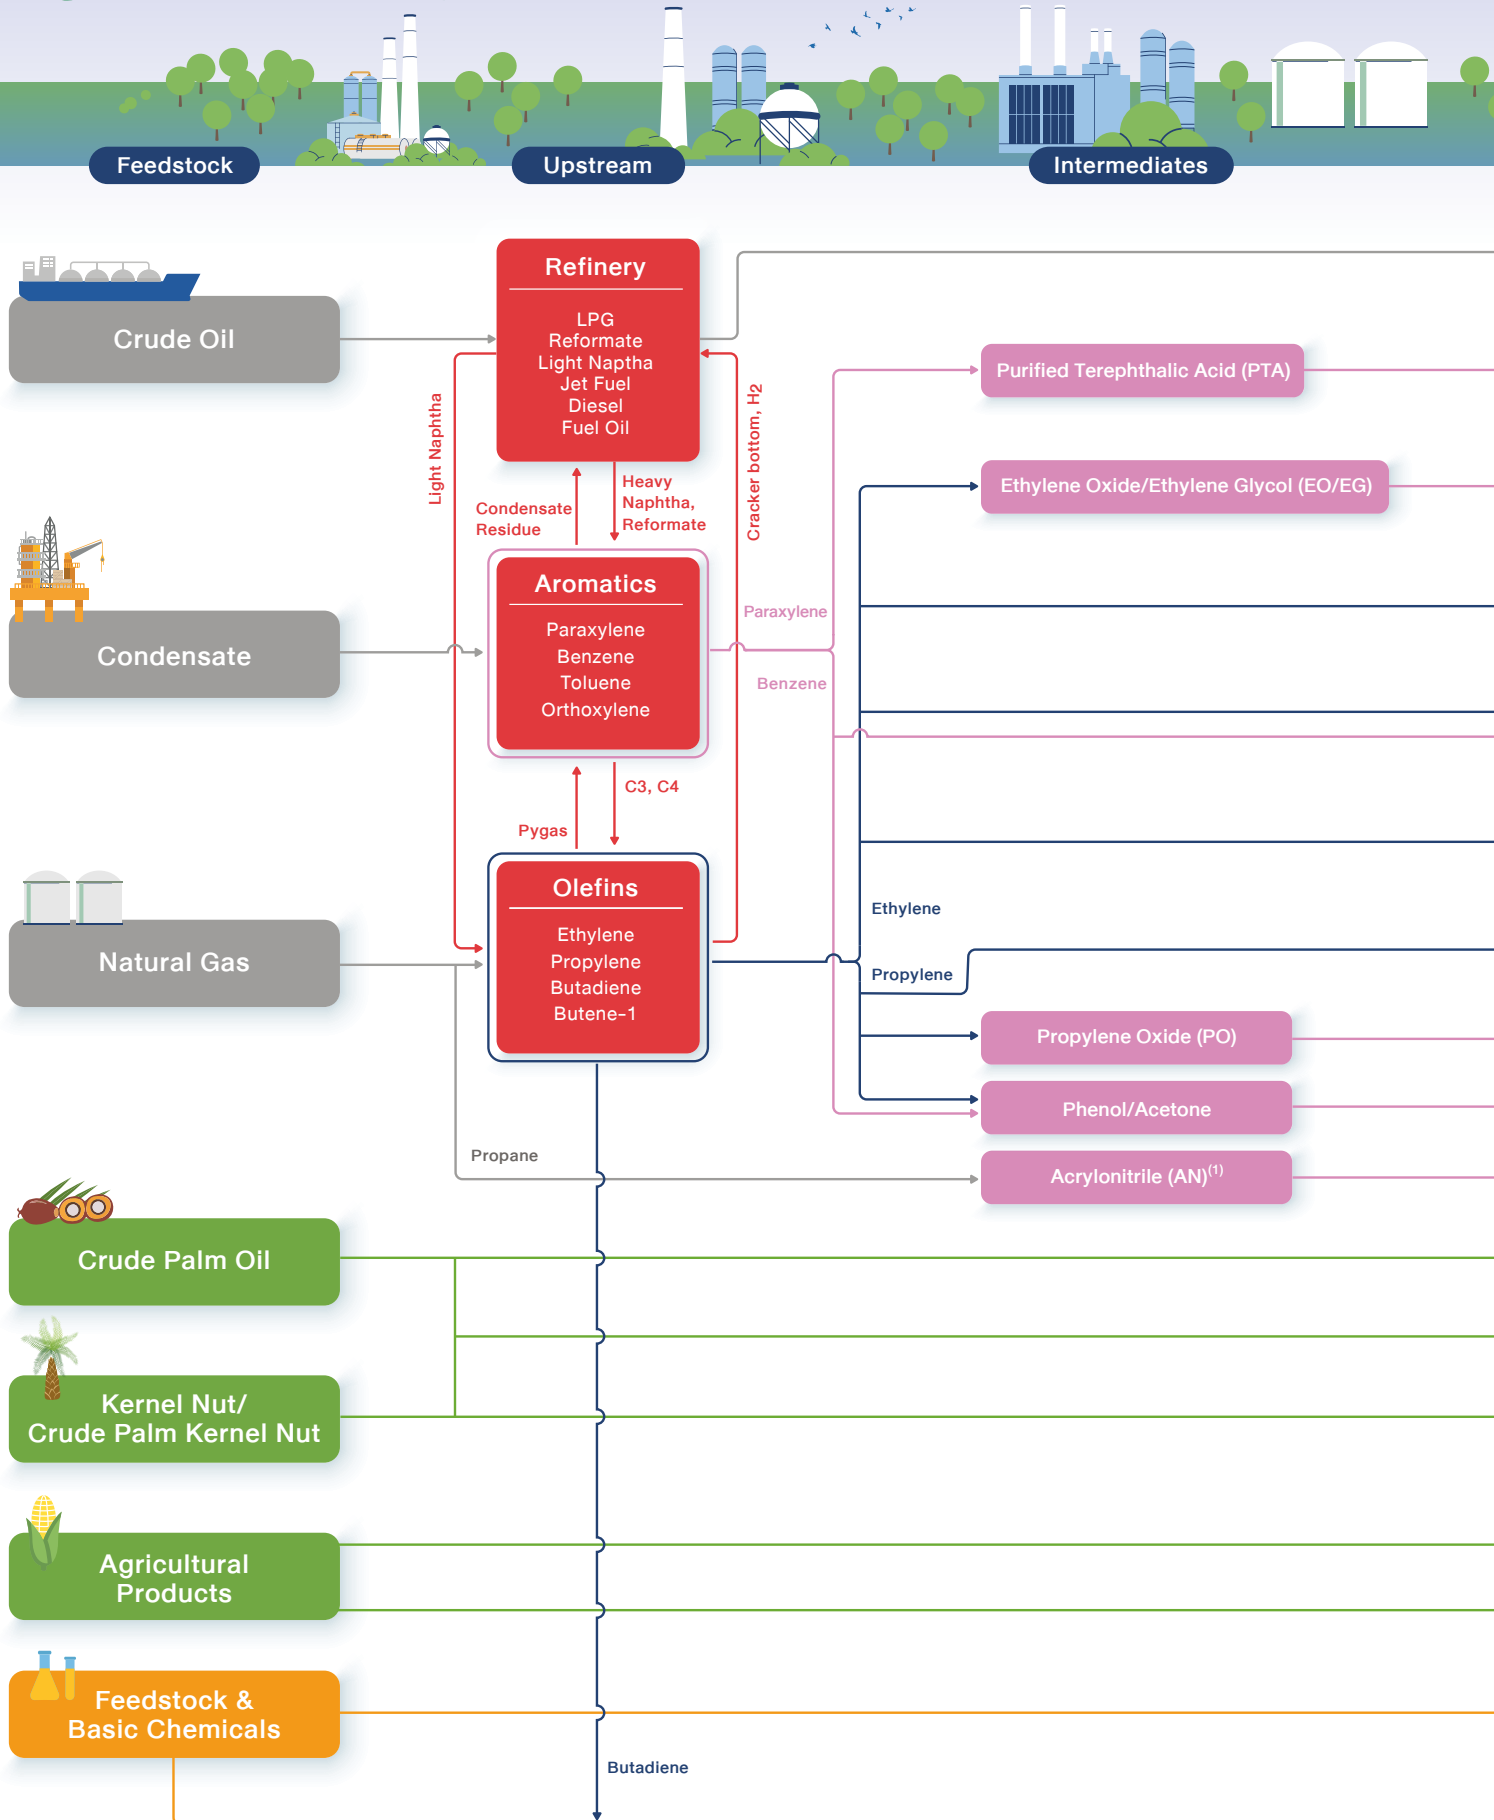 Feedstock
Upstream
Intermediates
Crude Oil
Refinery
LPG
Reformate
Light Naptha
Jet Fuel
Diesel
Fuel Oil
Light Naphtha
Condensate
Residue
Heavy
Naphtha,
Reformate
Cracker bottom, H2
Purified Terephthalic Acid (PTA)
Ethylene Oxide/Ethylene Glycol (EO/EG)
Condensate
Aromatics
Paraxylene
Benzene
Toluene
Orthoxylene
Paraxylene
Benzene
Pygas
C3, C4
Natural Gas
Olefins
Ethylene
Propylene
Butadiene
Butene-1
Ethylene
Propylene
Propylene Oxide (PO)
Phenol/Acetone
Propane
Acrylonitrile (AN)(1)
Crude Palm Oil
Kernel Nut/
Crude Palm Kernel Nut
Agricultural
Products
Feedstock &
Basic Chemicals
Butadiene